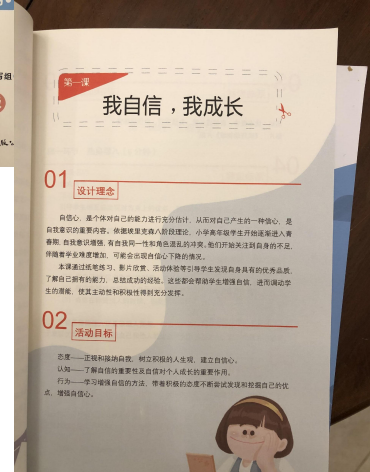 第一课
我自信，我成长
01 设计理念
自信心，是个体对自己的能力进行充分估计，从而对自己产生的一种信心，是
自我意识的重要内容。依据埃里克森八阶段理论，小学高年级学生开始逐渐进入青
春期，自我意识增强，有自我同一性和角色混乱的冲突。他们开始关注到自身的不足，
伴随着学业难度增加，可能会出现自信心下降的情况。
本课通过纸笔练习、影片欣赏、活动体验等引导学生发现自身具有的优秀品质，
了解自己拥有的能力，总结成功的经验。这些都会帮助学生增强自信，进而调动学
生的潜能，使其主动性和积极性得到充分发挥。
02 活动目标
态度——正视和接纳自我，树立积极的人生观，建立自信心。
认知——了解自信的重要性及自信对个人成长的重要作用。
行为——学习增强自信的方法，带着积极的态度不断尝试发现和挖掘自己的优
点，增强自信心。